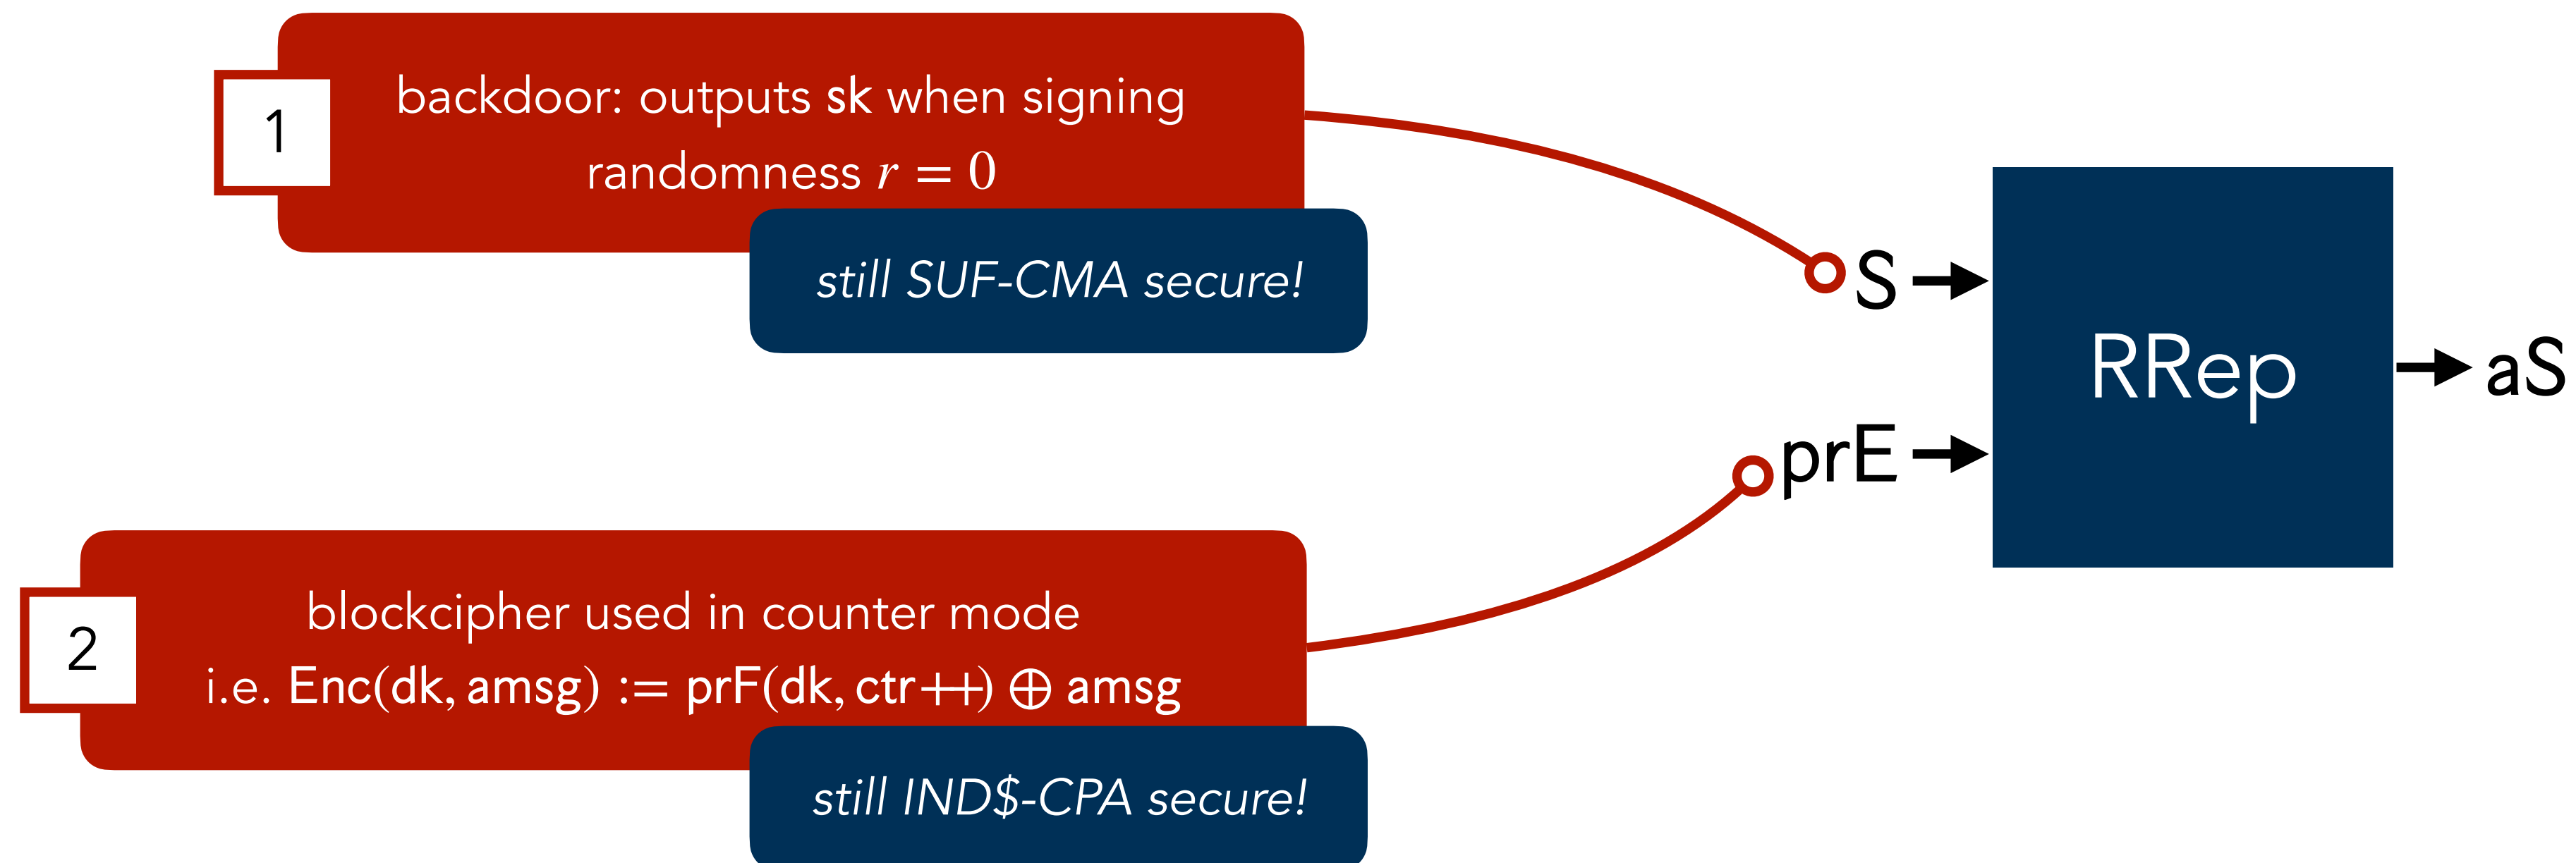 1
backdoor: outputs sk when signing
randomness r = 0
still SUF-CMA secure!
S
RRep
aS
prE
2
blockcipher used in counter mode
i.e. Enc(dk, amsg) := prF(dk, ctr++) ⊕ amsg
still IND$-CPA secure!